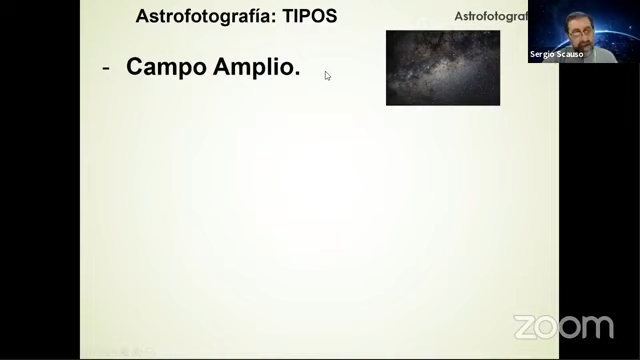 Astrofotografía: TIPOS
Astrofotograf
- Campo Amplio.
Sergio Scauso
zoom